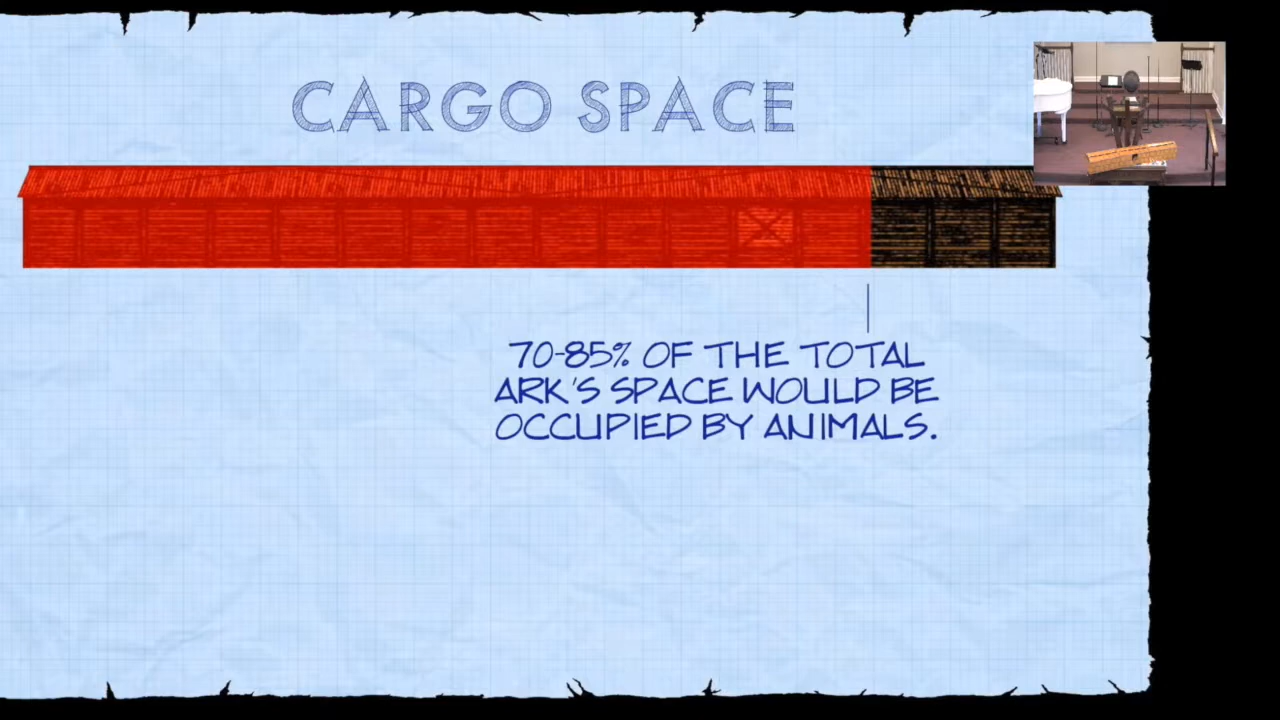 CARGO SPACE
70-85% OF THE TOTAL
ARK'S SPACE WOULD BE
OCCUPIED BY ANIMALS.